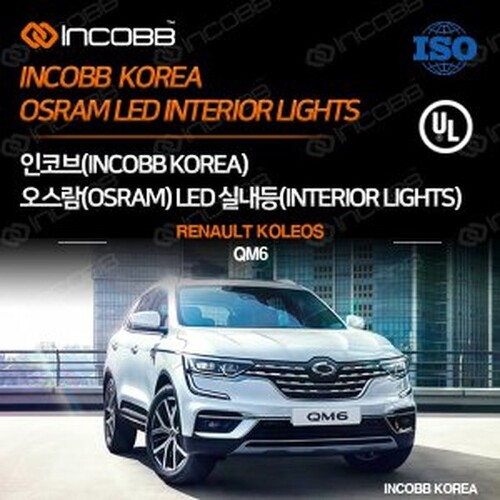 INCOBB™
ISO
INCOBB KOREA
OSRAM LED INTERIOR LIGHTS
UL
인코브(INCOBB KOREA)
오스람(OSRAM) LED 실내등(INTERIOR LIGHTS)
RENAULT KOLEOS
QM6
QM6
INCOBB KOREA